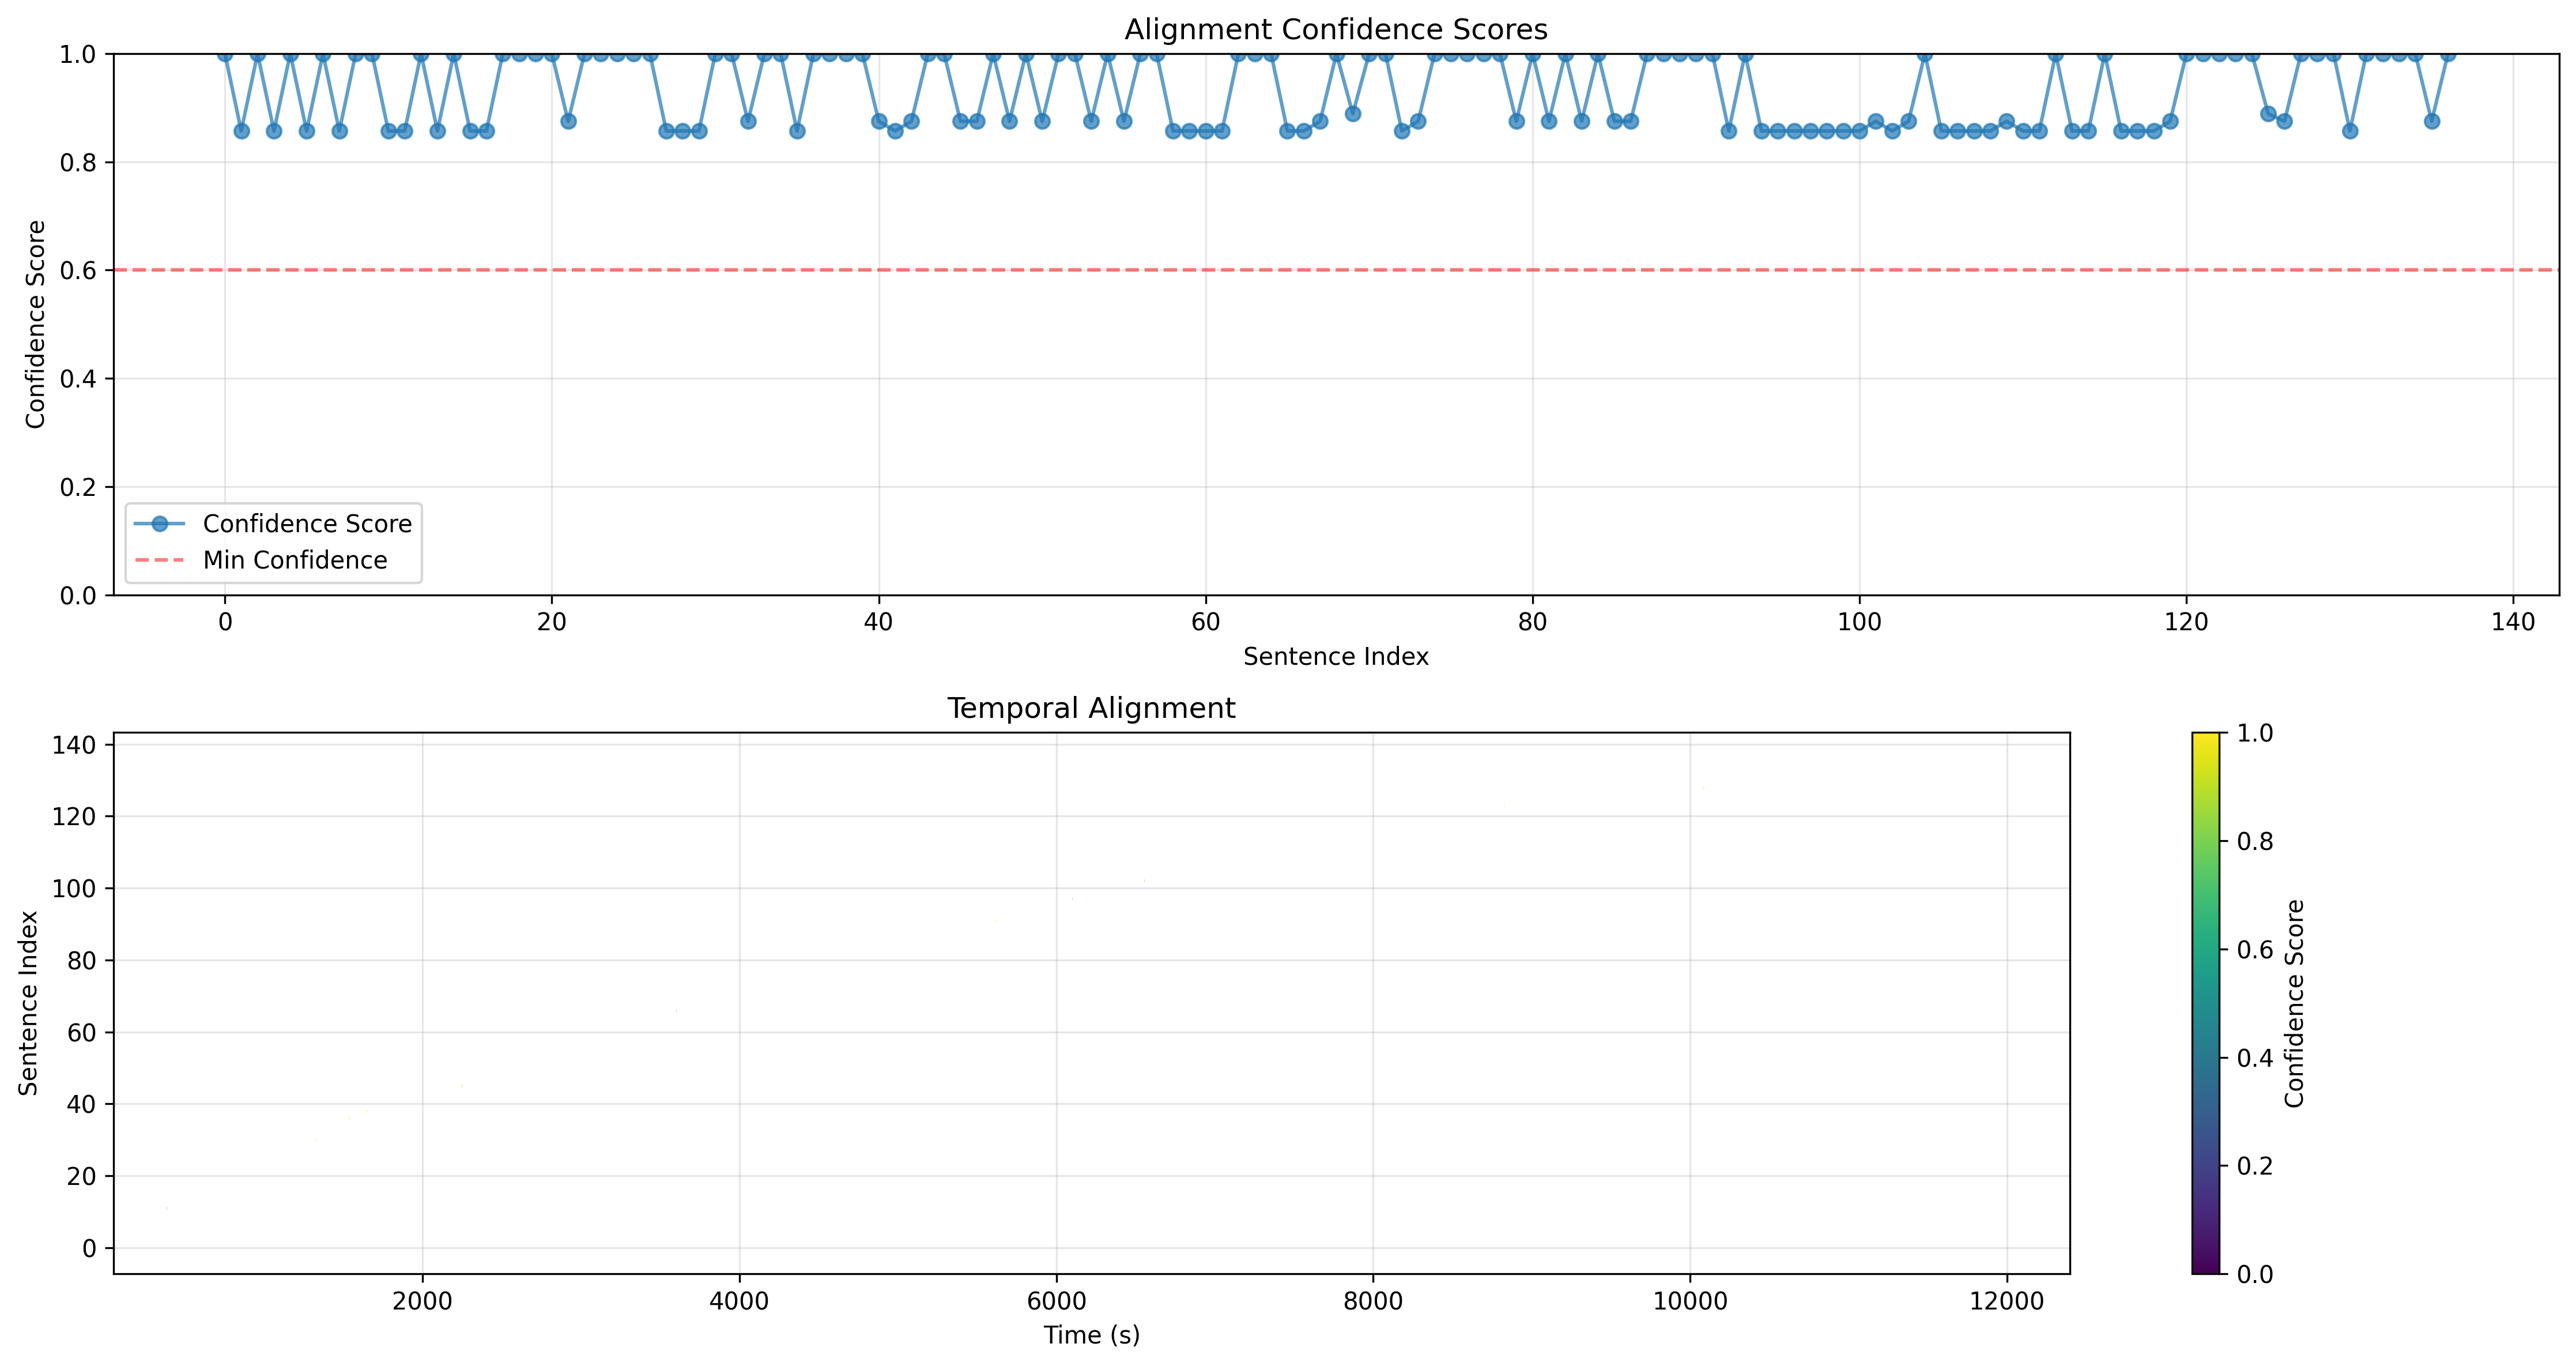 Alignment Confidence Scores
1.0
0.8
0.6
0.4
0.2
0.0
Confidence Score
Confidence Score
Min Confidence
0 20 40 60 80 100 120 140
Sentence Index
Temporal Alignment
140
120
100
80
60
40
20
0
Sentence Index
2000 4000 6000 8000 10000 12000
Time (s)
1.0
0.8
0.6
0.4
0.2
0.0
Confidence Score